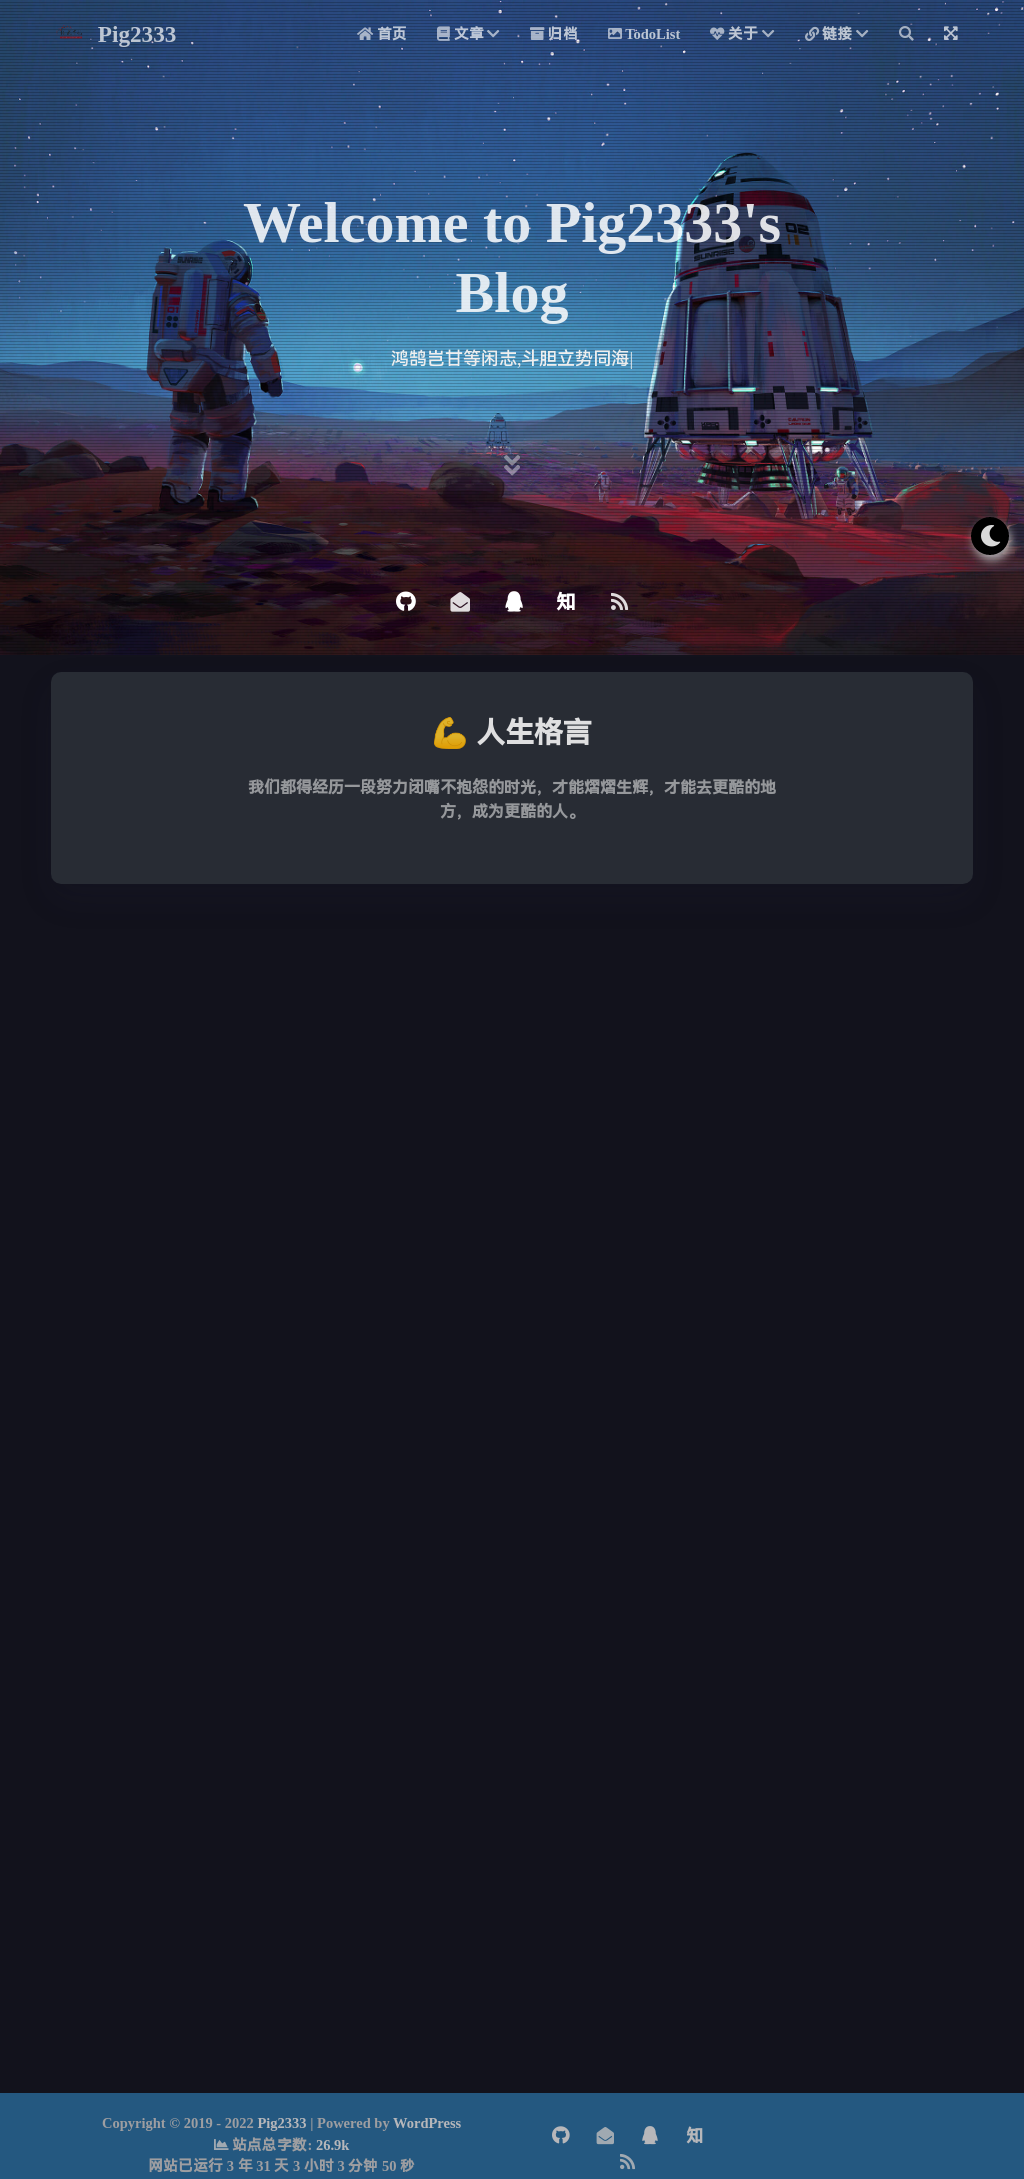 Pig2333
首页 文章 归档 TodoList 关于 链接
Welcome to Pig2333's
Blog
鸿鹄岂甘等闲志,斗胆立势同海|
SUNRISE
02
知
💪 人生格言
我们都得经历一段努力闭嘴不抱怨的时光，才能熠熠生辉，才能去更酷的地
方，成为更酷的人。
Copyright © 2019 - 2022 Pig2333 | Powered by WordPress
站点总字数: 26.9k
网站已运行 3 年 31 天 3 小时 3 分钟 50 秒
知